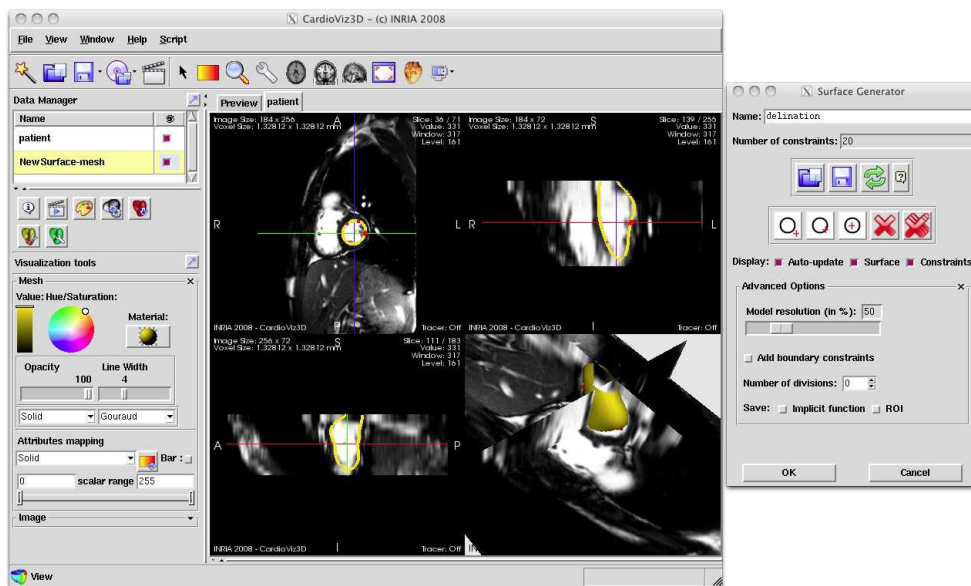 CardioViz3D - (c) INRIA 2008
File View Window Help Script
Data Manager
Name
patient
NewSurface-mesh
Visualization tools
Mesh
Value: Hue/Saturation:
Material:
Opacity Line Width
100 4
Solid Gouraud
Attributes mapping
Solid Bar :
0 scalar range 255
Image
View
Preview patient
Image Size: 184 x 256
Voxel Size: 1.32812 x 1.32812 mm
A
Slice: 36 / 71
Value: 331
Window: 317
Level: 161
R L
INRIA 2008 - CardioViz3D P Tracer: Off
Image Size: 184 x 72
Voxel Size: 1.32812 x 1.32812 mm
S
Slice: 139 / 255
Value: 331
Window: 317
Level: 161
R L
INRIA 2008 - CardioViz3D I Tracer: Off
Image Size: 256 x 72
Voxel Size: 1.32812 x 1.32812 mm
S
Slice: 111 / 183
Value: 331
Window: 317
Level: 161
A P
INRIA 2008 - CardioViz3D I Tracer: Off
IN
Surface Generator
Name: delination
Number of constraints: 20
Display: Auto-update Surface Constraints
Advanced Options
Model resolution (in %): 50
Add boundary constraints
Number of divisions: 0
Save: Implicit function ROI
OK Cancel